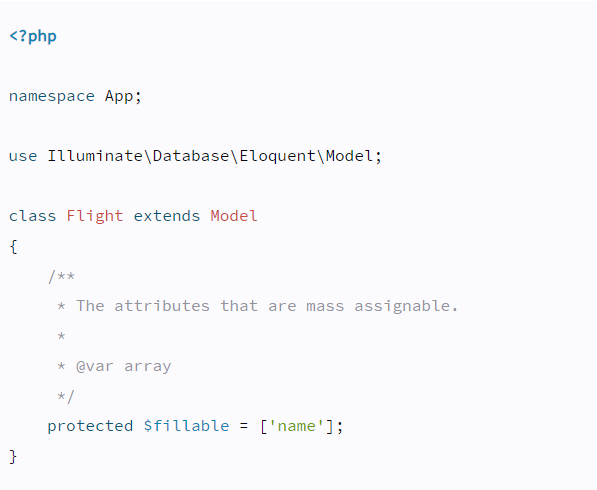 <?php
namespace App;
use Illuminate\Database\Eloquent\Model;
class Flight extends Model
{
    /**
     * The attributes that are mass assignable.
     *
     * @var array
     */
    protected $fillable = ['name'];
}